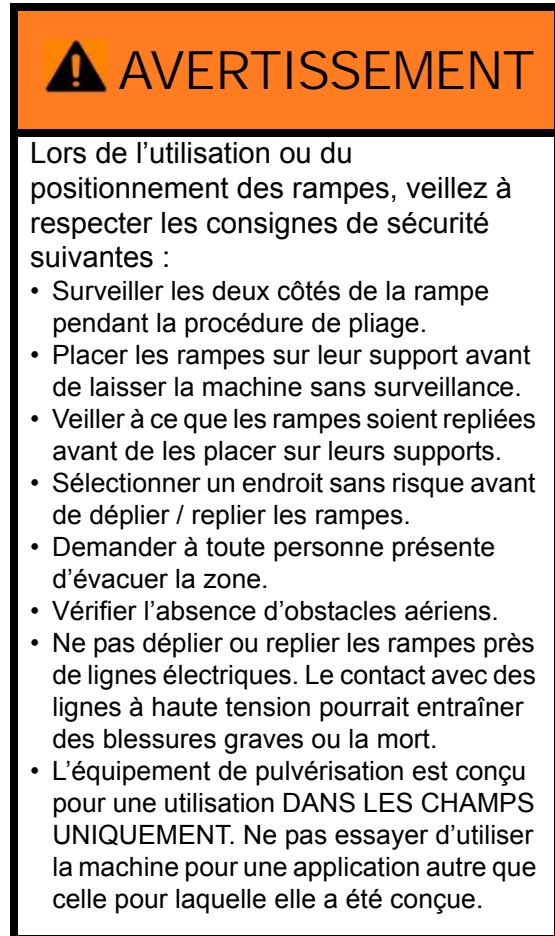 AVERTISSEMENT
Lors de l’utilisation ou du
positionnement des rampes, veillez à
respecter les consignes de sécurité
suivantes :
• Surveiller les deux côtés de la rampe
pendant la procédure de pliage.
• Placer les rampes sur leur support avant
de laisser la machine sans surveillance.
• Veiller à ce que les rampes soient repliées
avant de les placer sur leurs supports.
• Sélectionner un endroit sans risque avant
de déplier / replier les rampes.
• Demander à toute personne présente
d’évacuer la zone.
• Vérifier l’absence d’obstacles aériens.
• Ne pas déplier ou replier les rampes près
de lignes électriques. Le contact avec des
lignes à haute tension pourrait entraîner
des blessures graves ou la mort.
• L’équipement de pulvérisation est conçu
pour une utilisation DANS LES CHAMPS
UNIQUEMENT. Ne pas essayer d’utiliser
la machine pour une application autre que
celle pour laquelle elle a été conçue.